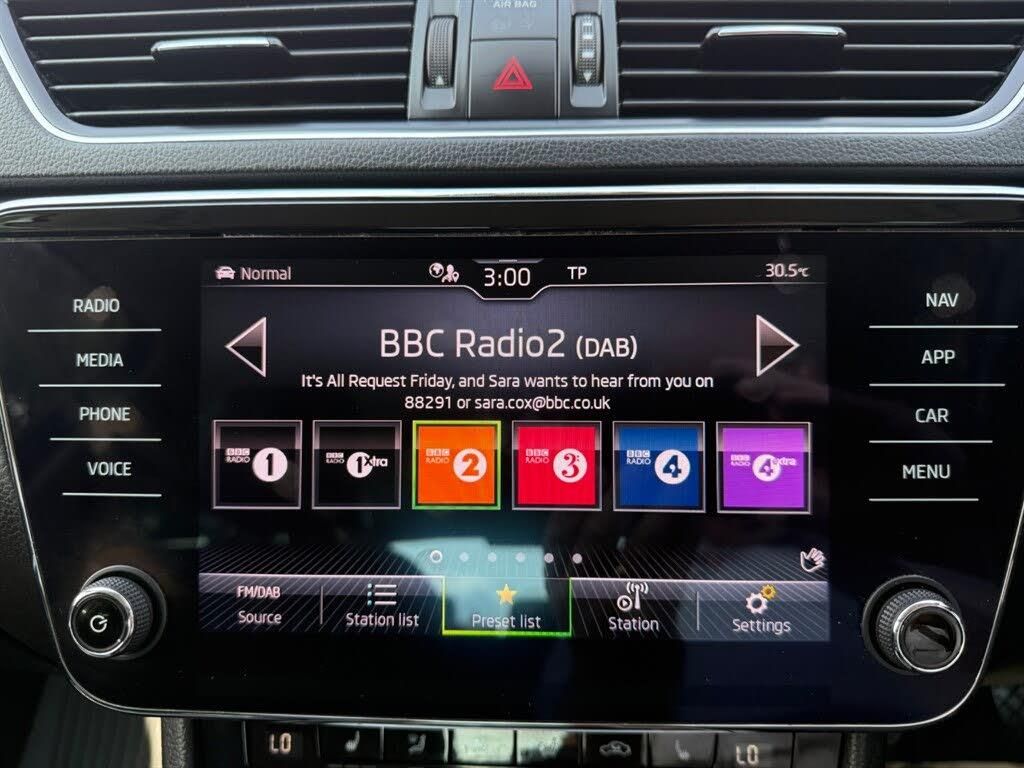 AIR BAG
Normal
3:00
TP
30.5°C
RADIO
MEDIA
PHONE
VOICE
NAV
APP
CAR
MENU
BBC Radio2 (DAB)
It's All Request Friday, and Sara wants to hear from you on
88291 or sara.cox@bbc.co.uk
BBC RADIO 1
BBC RADIO 1Xtra
BBC RADIO 2
BBC RADIO 3
BBC RADIO 4
BBC RADIO 4extra
FM/DAB
Source
Station list
Preset list
Station
Settings
LO
LO